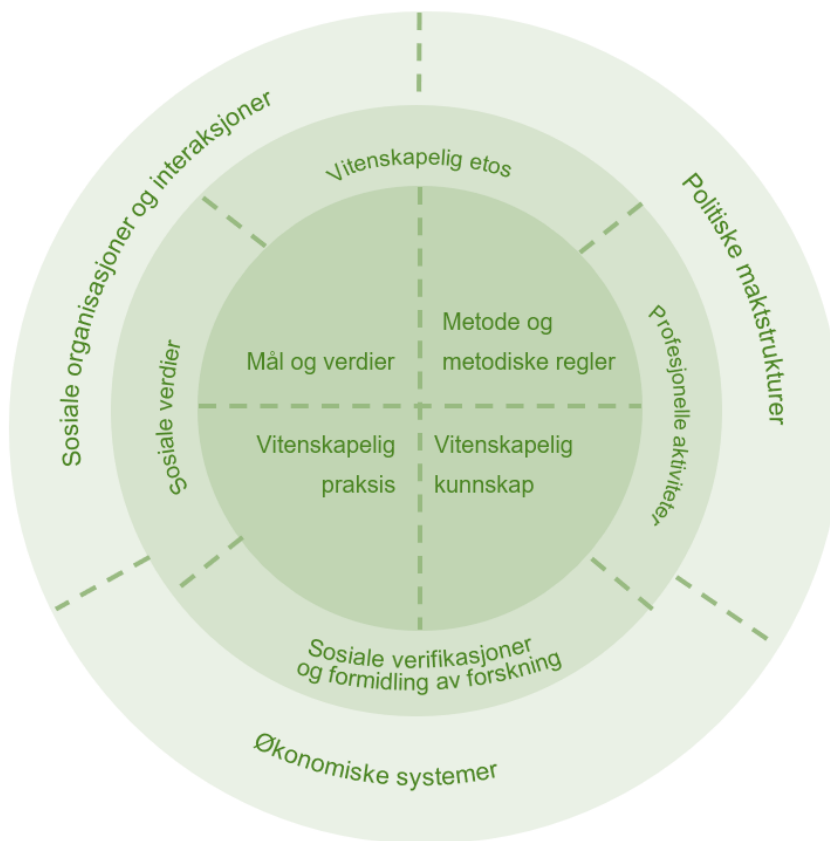 Sosiale organisasjoner og interaksjoner
Politiske maktstrukturer
Vitenskapelig etos
Sosiale verdier
Profesjonelle aktiviteter
Mål og verdier
Metode og
metodiske regler
Vitenskapelig
praksis
Vitenskapelig
kunnskap
Sosiale verifikasjoner
og formidling av forskning
Økonomiske systemer